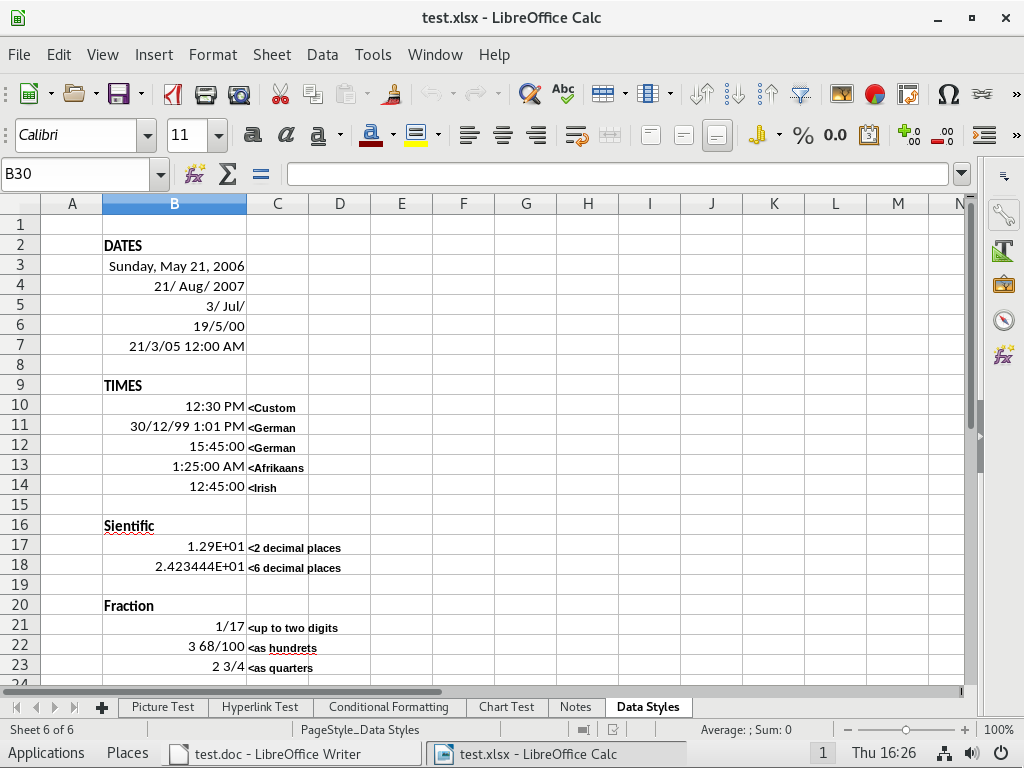 test.xlsx - LibreOffice Calc
File Edit View Insert Format Sheet Data Tools Window Help
Abc
Calibri 11 a a a a % 0.0 .00 .00
B30
A B C D E F G H I J K L M N
1
2 DATES
3 Sunday, May 21, 2006
4 21/ Aug/ 2007
5 3/ Jul/
6 19/5/00
7 21/3/05 12:00 AM
8
9 TIMES
10 12:30 PM <Custom
11 30/12/99 1:01 PM <German
12 15:45:00 <German
13 1:25:00 AM <Afrikaans
14 12:45:00 <Irish
15
16 Sientific
17 1.29E+01 <2 decimal places
18 2.423444E+01 <6 decimal places
19
20 Fraction
21 1/17 <up to two digits
22 3 68/100 <as hundrets
23 2 3/4 <as quarters
24
Picture Test Hyperlink Test Conditional Formatting Chart Test Notes Data Styles
Sheet 6 of 6 PageStyle_Data Styles Average: ; Sum: 0 100%
Applications Places test.doc - LibreOffice Writer test.xlsx - LibreOffice Calc 1 Thu 16:26